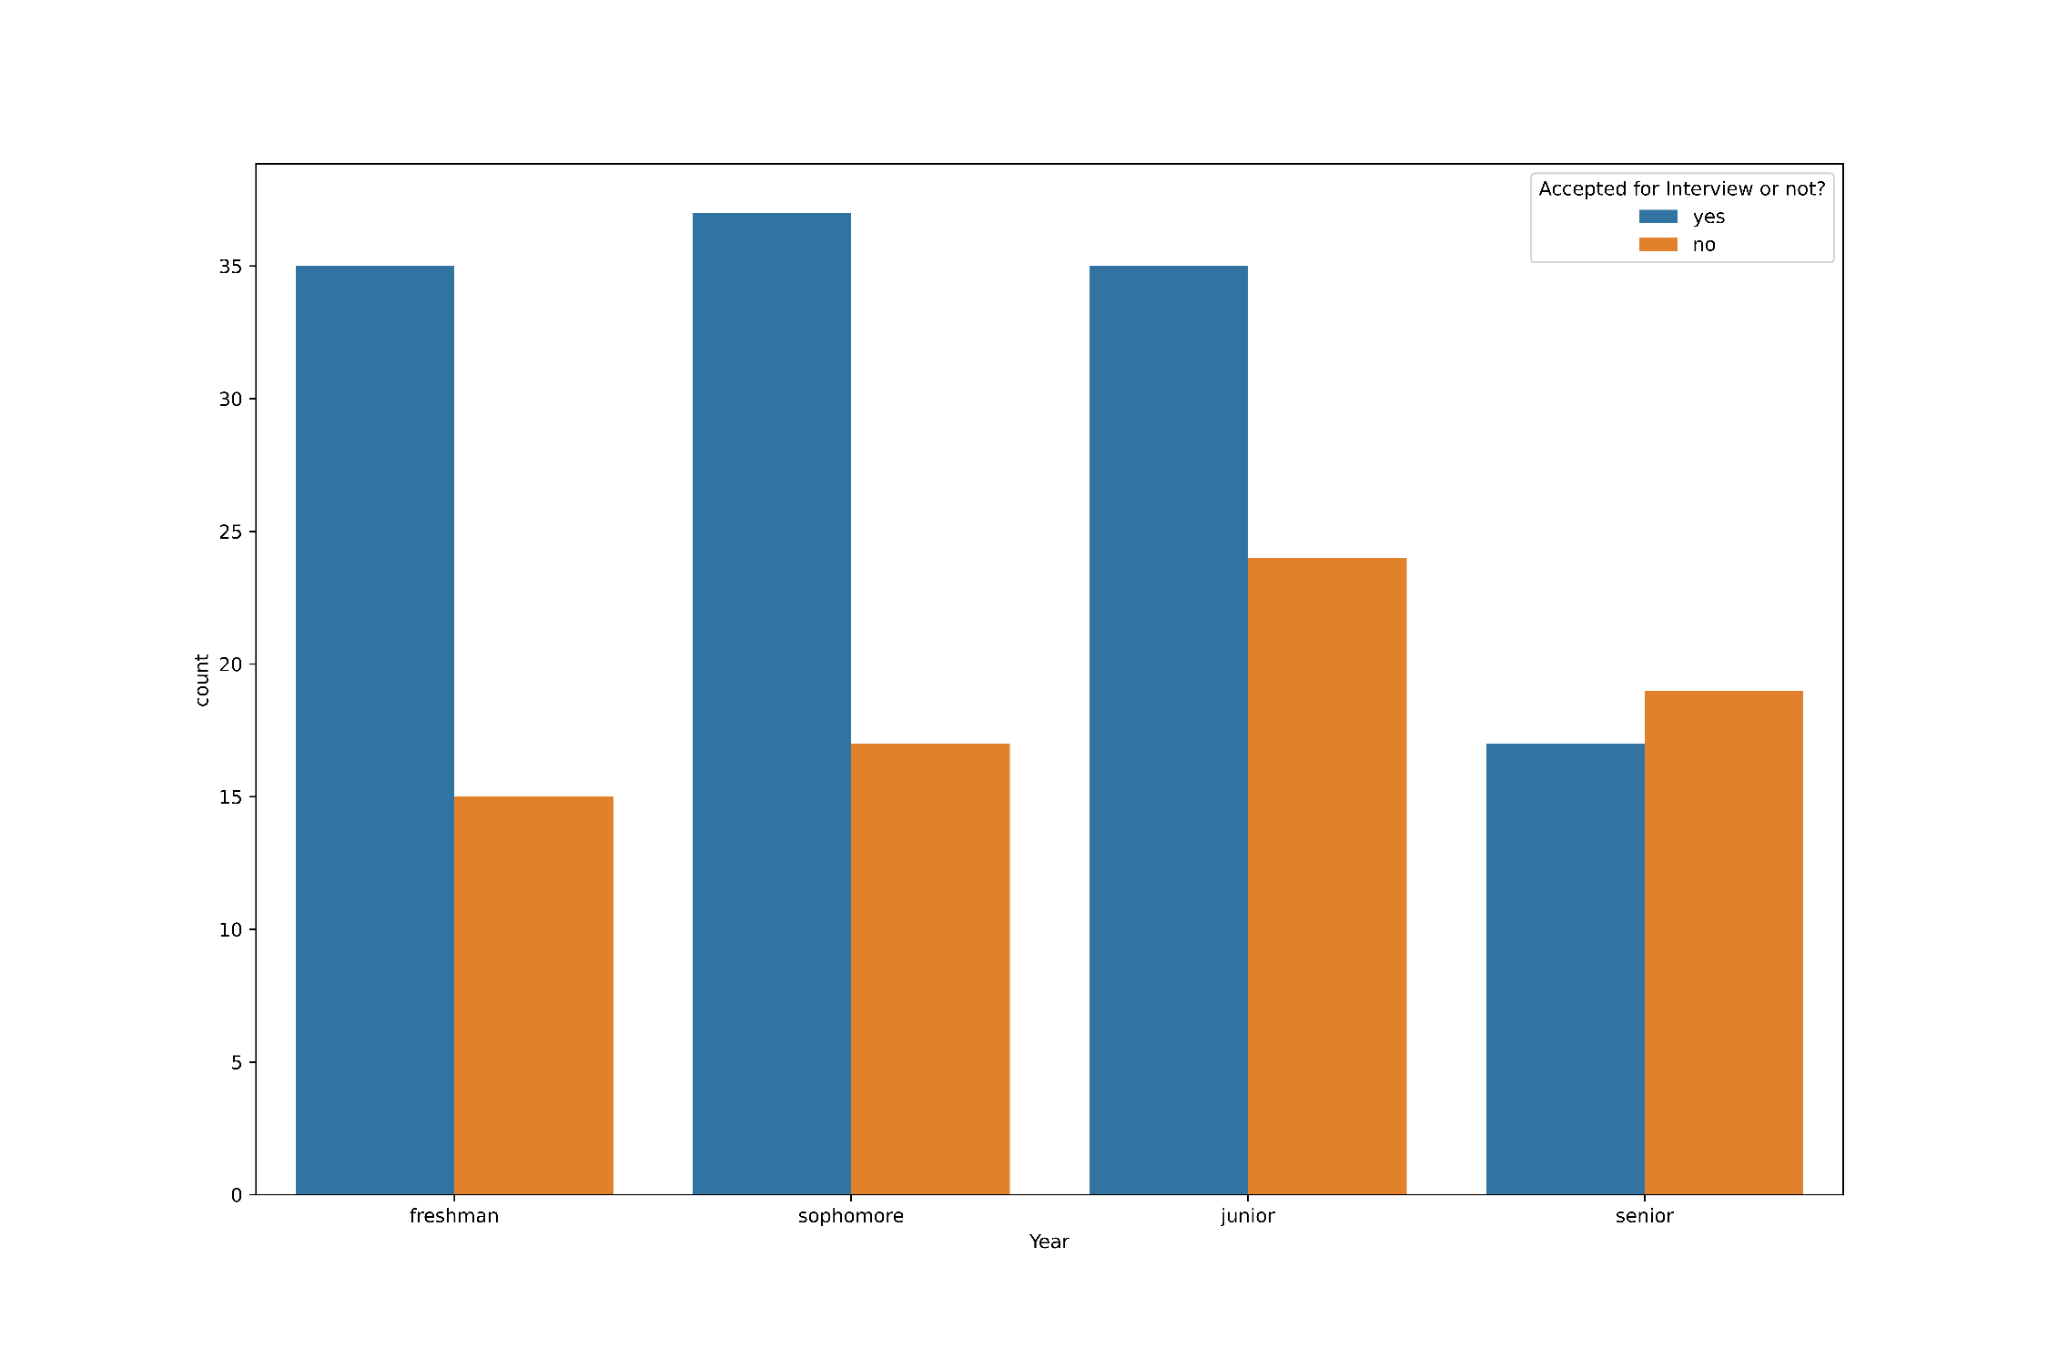 Accepted for Interview or not?
yes
no
35
30
25
20
15
10
5
0
count
freshman sophomore junior senior
Year